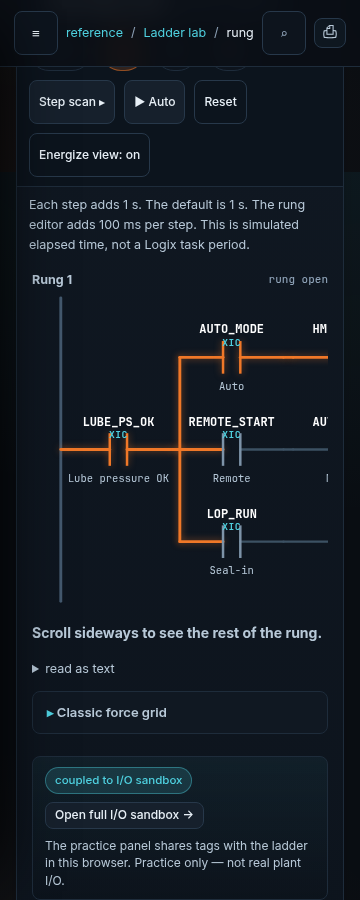 ≡ reference / Ladder lab / rung ⌕
Step scan ▸ ▶ Auto Reset
Energize view: on
Each step adds 1 s. The default is 1 s. The rung
editor adds 100 ms per step. This is simulated
elapsed time, not a Logix task period.
Rung 1 rung open
AUTO_MODE HM
XIC
Auto
LUBE_PS_OK REMOTE_START AU
XIC XIC
Lube pressure OK Remote
LOP_RUN
XIC
Seal-in
Scroll sideways to see the rest of the rung.
▶ read as text
▸ Classic force grid
coupled to I/O sandbox
Open full I/O sandbox →
The practice panel shares tags with the ladder
in this browser. Practice only — not real plant
I/O.